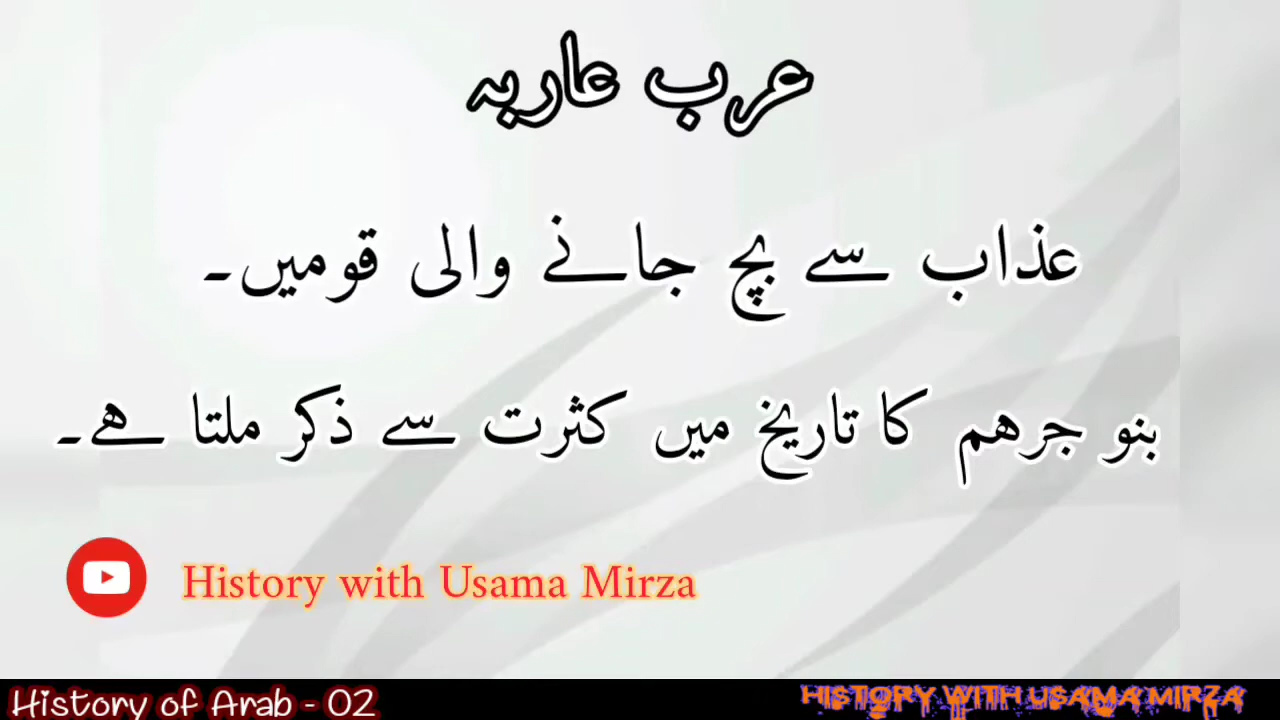 عرب عاربہ
عذاب سے بچ جانے والی قومیں۔
بنو جرھم کا تاریخ میں کثرت سے ذکر ملتا ہے۔
History with Usama Mirza
History of Arab - 02
HISTORY WITH USAMA MIRZA